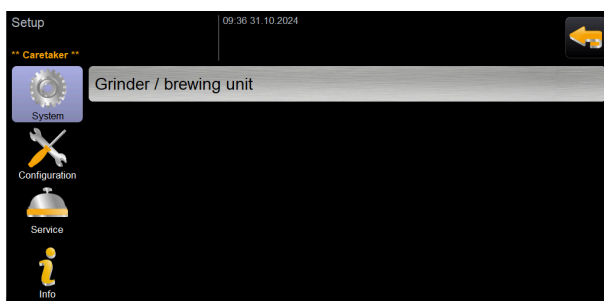 Setup
09:36 31.10.2024
** Caretaker **
Grinder / brewing unit
System
Configuration
Service
Info